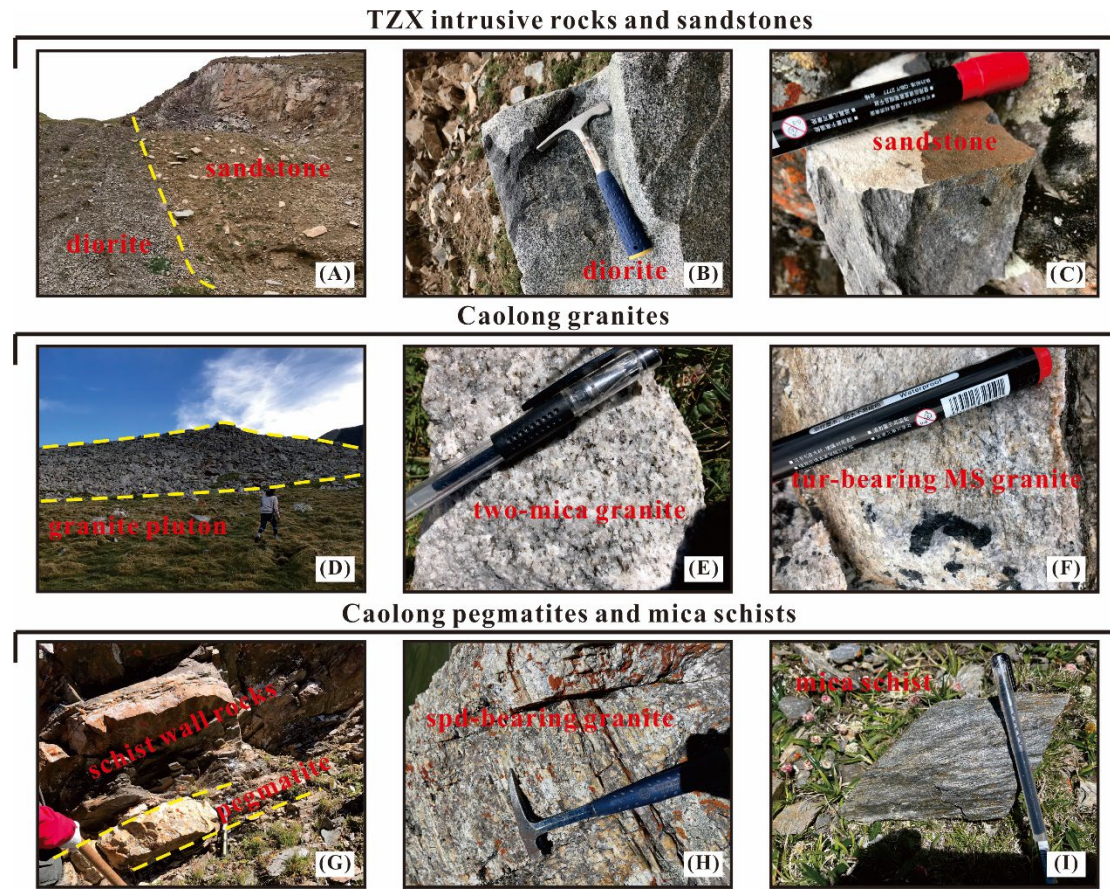 TZX intrusive rocks and sandstones
sandstone
diorite
(A)
diorite
(B)
sandstone
(C)
Caolong granites
granite pluton
(D)
two-mica granite
(E)
Waterproof
tur-bearing MS granite
(F)
Caolong pegmatites and mica schists
schist wall rocks
pegmatite
(G)
spd-bearing granite
(H)
mica schist
(I)